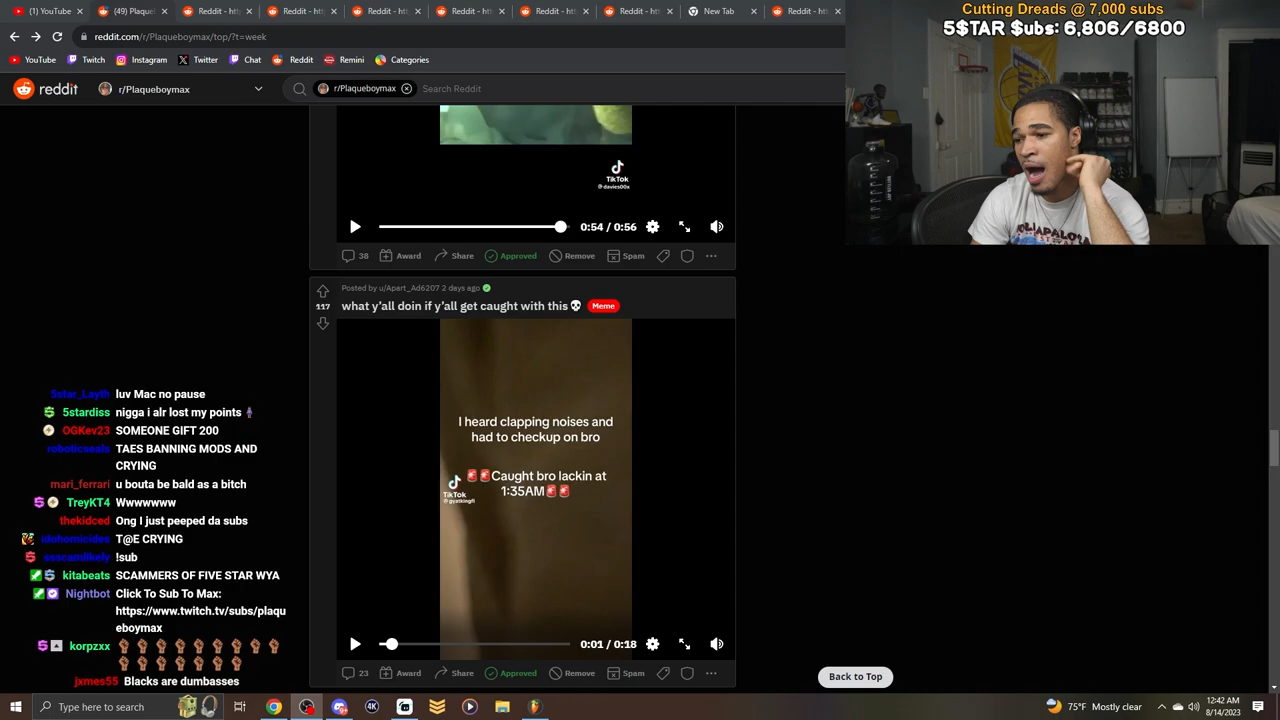 (1) YouTube
(49) Plaque
Reddit - htt
Reddit - htt
Reddit - htt
Reddit - htt
Reddit - htt
Reddit - htt
New Tab
Reddit - htt
reddit.com/r/Plaqueboymax/top/?t=week
YouTube Twitch Instagram Twitter Chat Reddit Remini Categories
reddit r/Plaqueboymax r/Plaqueboymax Search Reddit
Cutting Dreads @ 7,000 subs
5$TAR $ubs: 6,806/6800
TikTok
@davies00x
0:54 / 0:56
38 Award Share Approved Remove Spam
Posted by u/Apart_Ad6207 2 days ago
117
what y'all doin if y'all get caught with this💀 Meme
I heard clapping noises and
had to checkup on bro
🚨🚨Caught bro lackin at
1:35AM🚨🚨
TikTok
@gyatkingfl
0:01 / 0:18
23 Award Share Approved Remove Spam
5star_Layth luv Mac no pause
5stardiss nigga i alr lost my points
OGKev23 SOMEONE GIFT 200
roboticseals TAES BANNING MODS AND
CRYING
mari_ferrari u bouta be bald as a bitch
TreyKT4 Wwwwwww
thekidced Ong I just peeped da subs
idohomicides T@E CRYING
ssscamlikely !sub
kitabeats SCAMMERS OF FIVE STAR WYA
Nightbot Click To Sub To Max:
https://www.twitch.tv/subs/plaqu
eboymax
korpzxx ✊🏾✊🏾✊🏾✊🏾✊🏾✊🏾✊🏾✊🏾✊🏾
✊🏾✊🏾✊🏾✊🏾✊🏾✊🏾✊🏾
jxmes55 Blacks are dumbasses
Back to Top
Type here to search
75°F Mostly clear
12:42 AM
8/14/2023